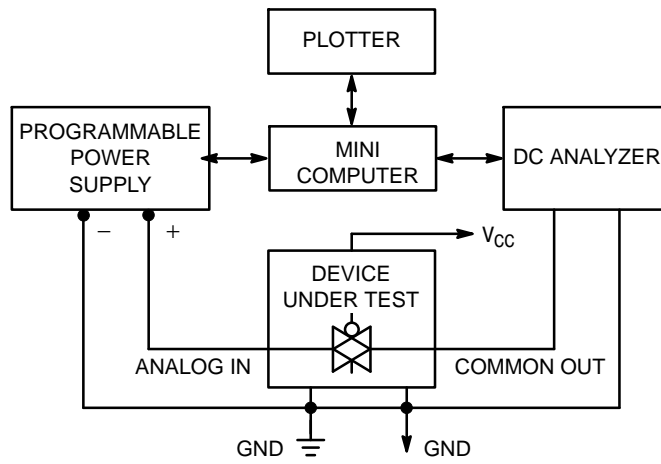 PLOTTER
PROGRAMMABLE
POWER
SUPPLY
MINI
COMPUTER
DC ANALYZER
− +
VCC
DEVICE
UNDER TEST
ANALOG IN
COMMON OUT
GND
GND